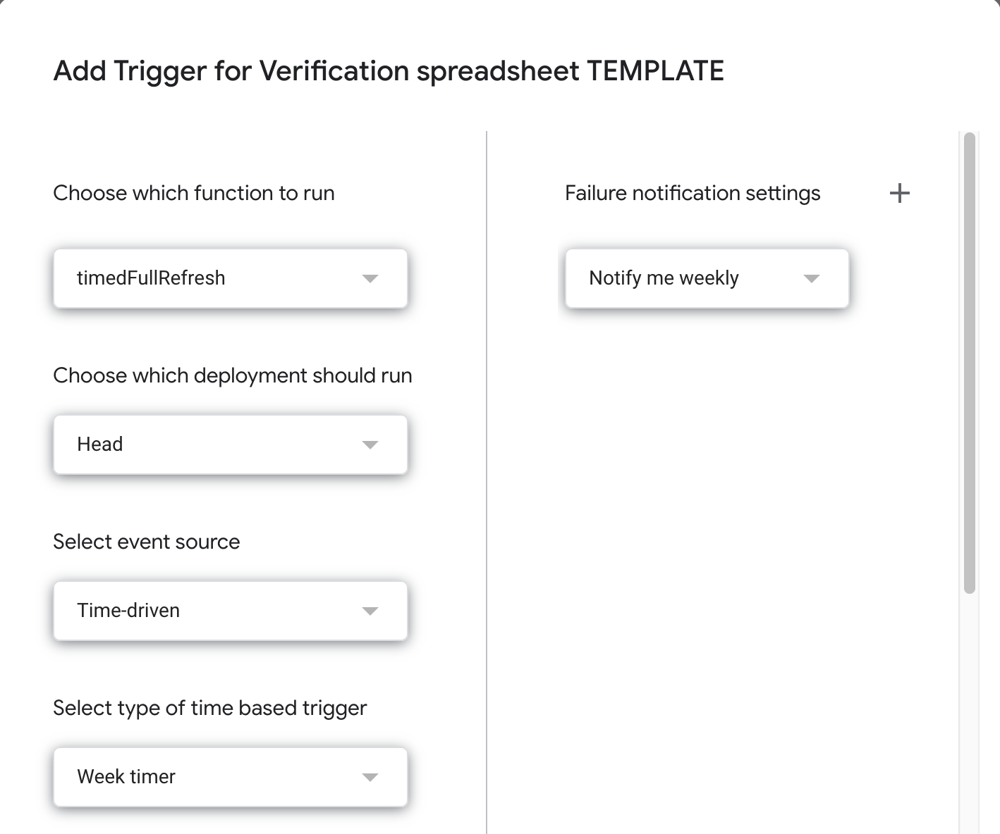 Add Trigger for Verification spreadsheet TEMPLATE
Choose which function to run
timedFullRefresh
Choose which deployment should run
Head
Select event source
Time-driven
Select type of time based trigger
Week timer
Failure notification settings
Notify me weekly